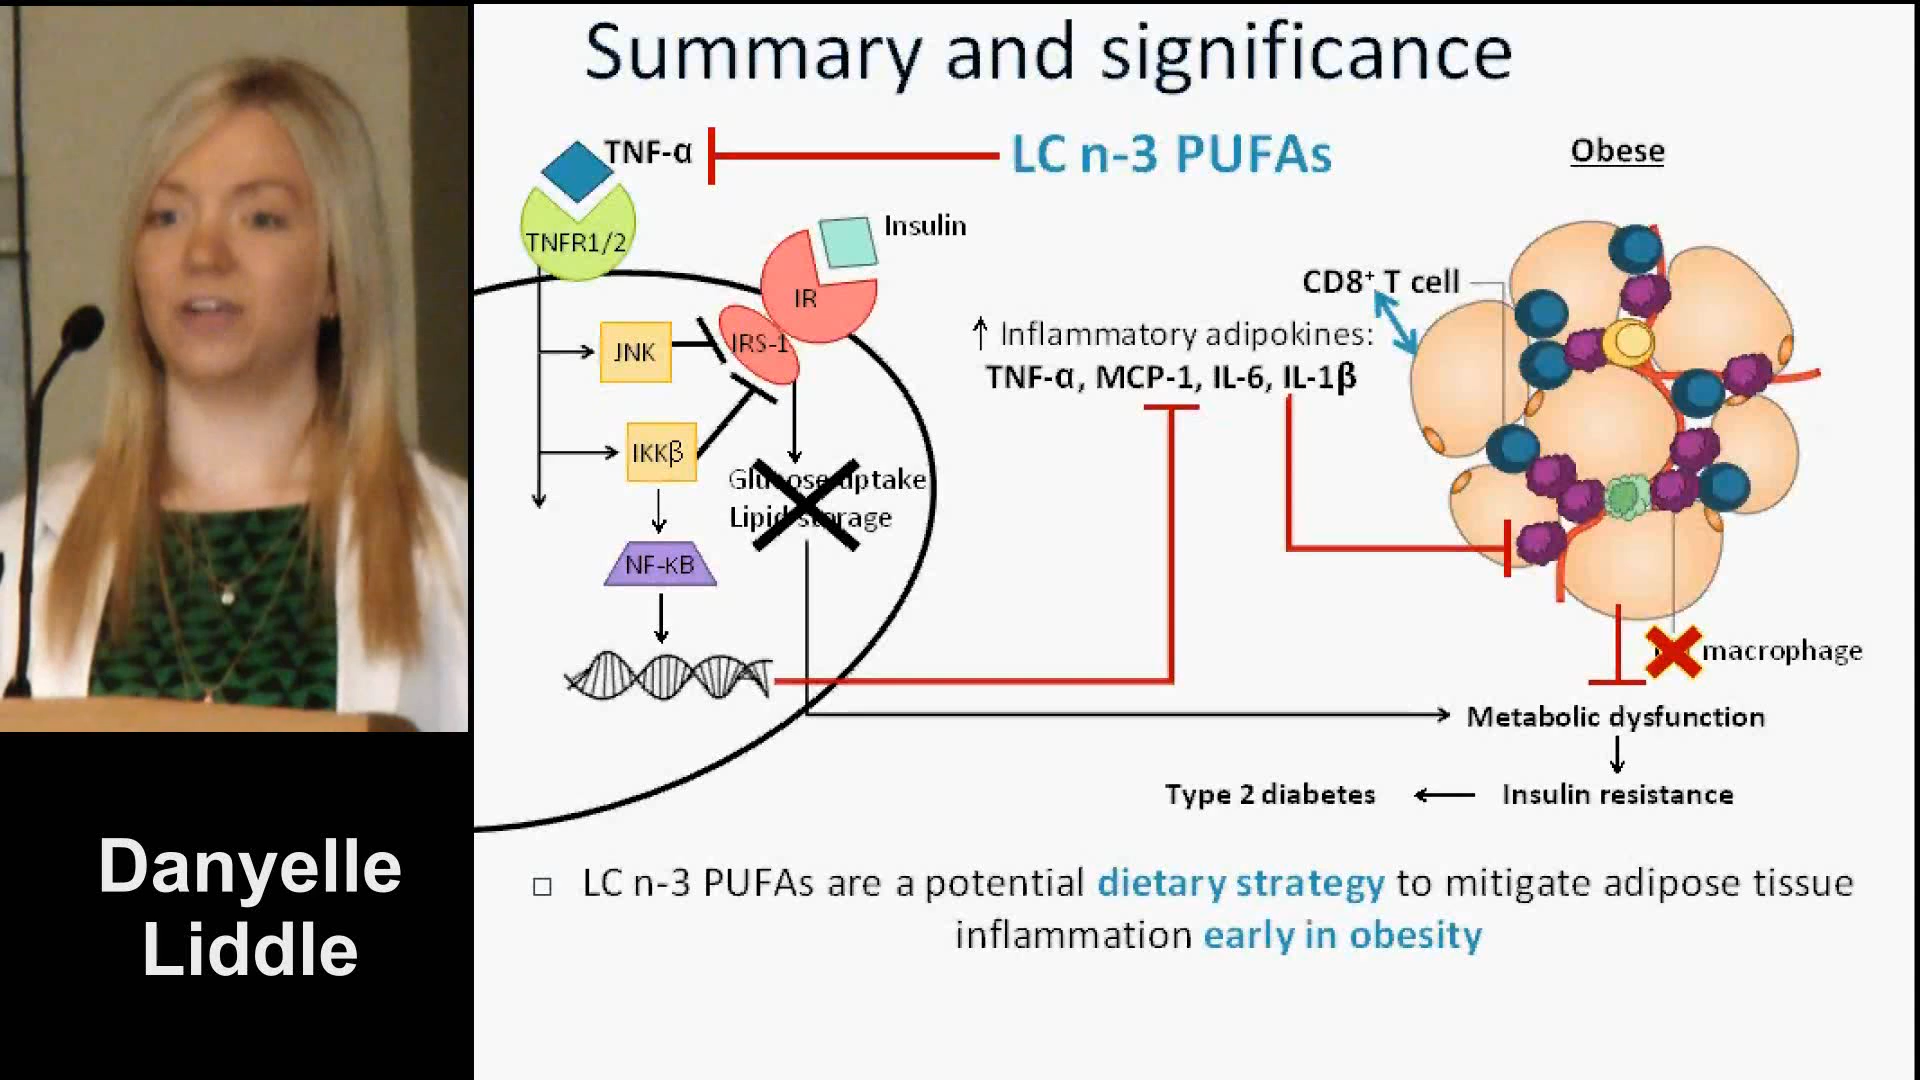 Summary and significance
TNF-α
LC n-3 PUFAs
Obese
TNFR1/2
Insulin
IR
CD8⁺ T cell
JNK
IRS-1
↑ Inflammatory adipokines:
TNF-α, MCP-1, IL-6, IL-1β
IKKβ
Glucose uptake
Lipid storage
NF-κB
macrophage
Metabolic dysfunction
Type 2 diabetes
Insulin resistance
□ LC n-3 PUFAs are a potential dietary strategy to mitigate adipose tissue
inflammation early in obesity
Danyelle
Liddle